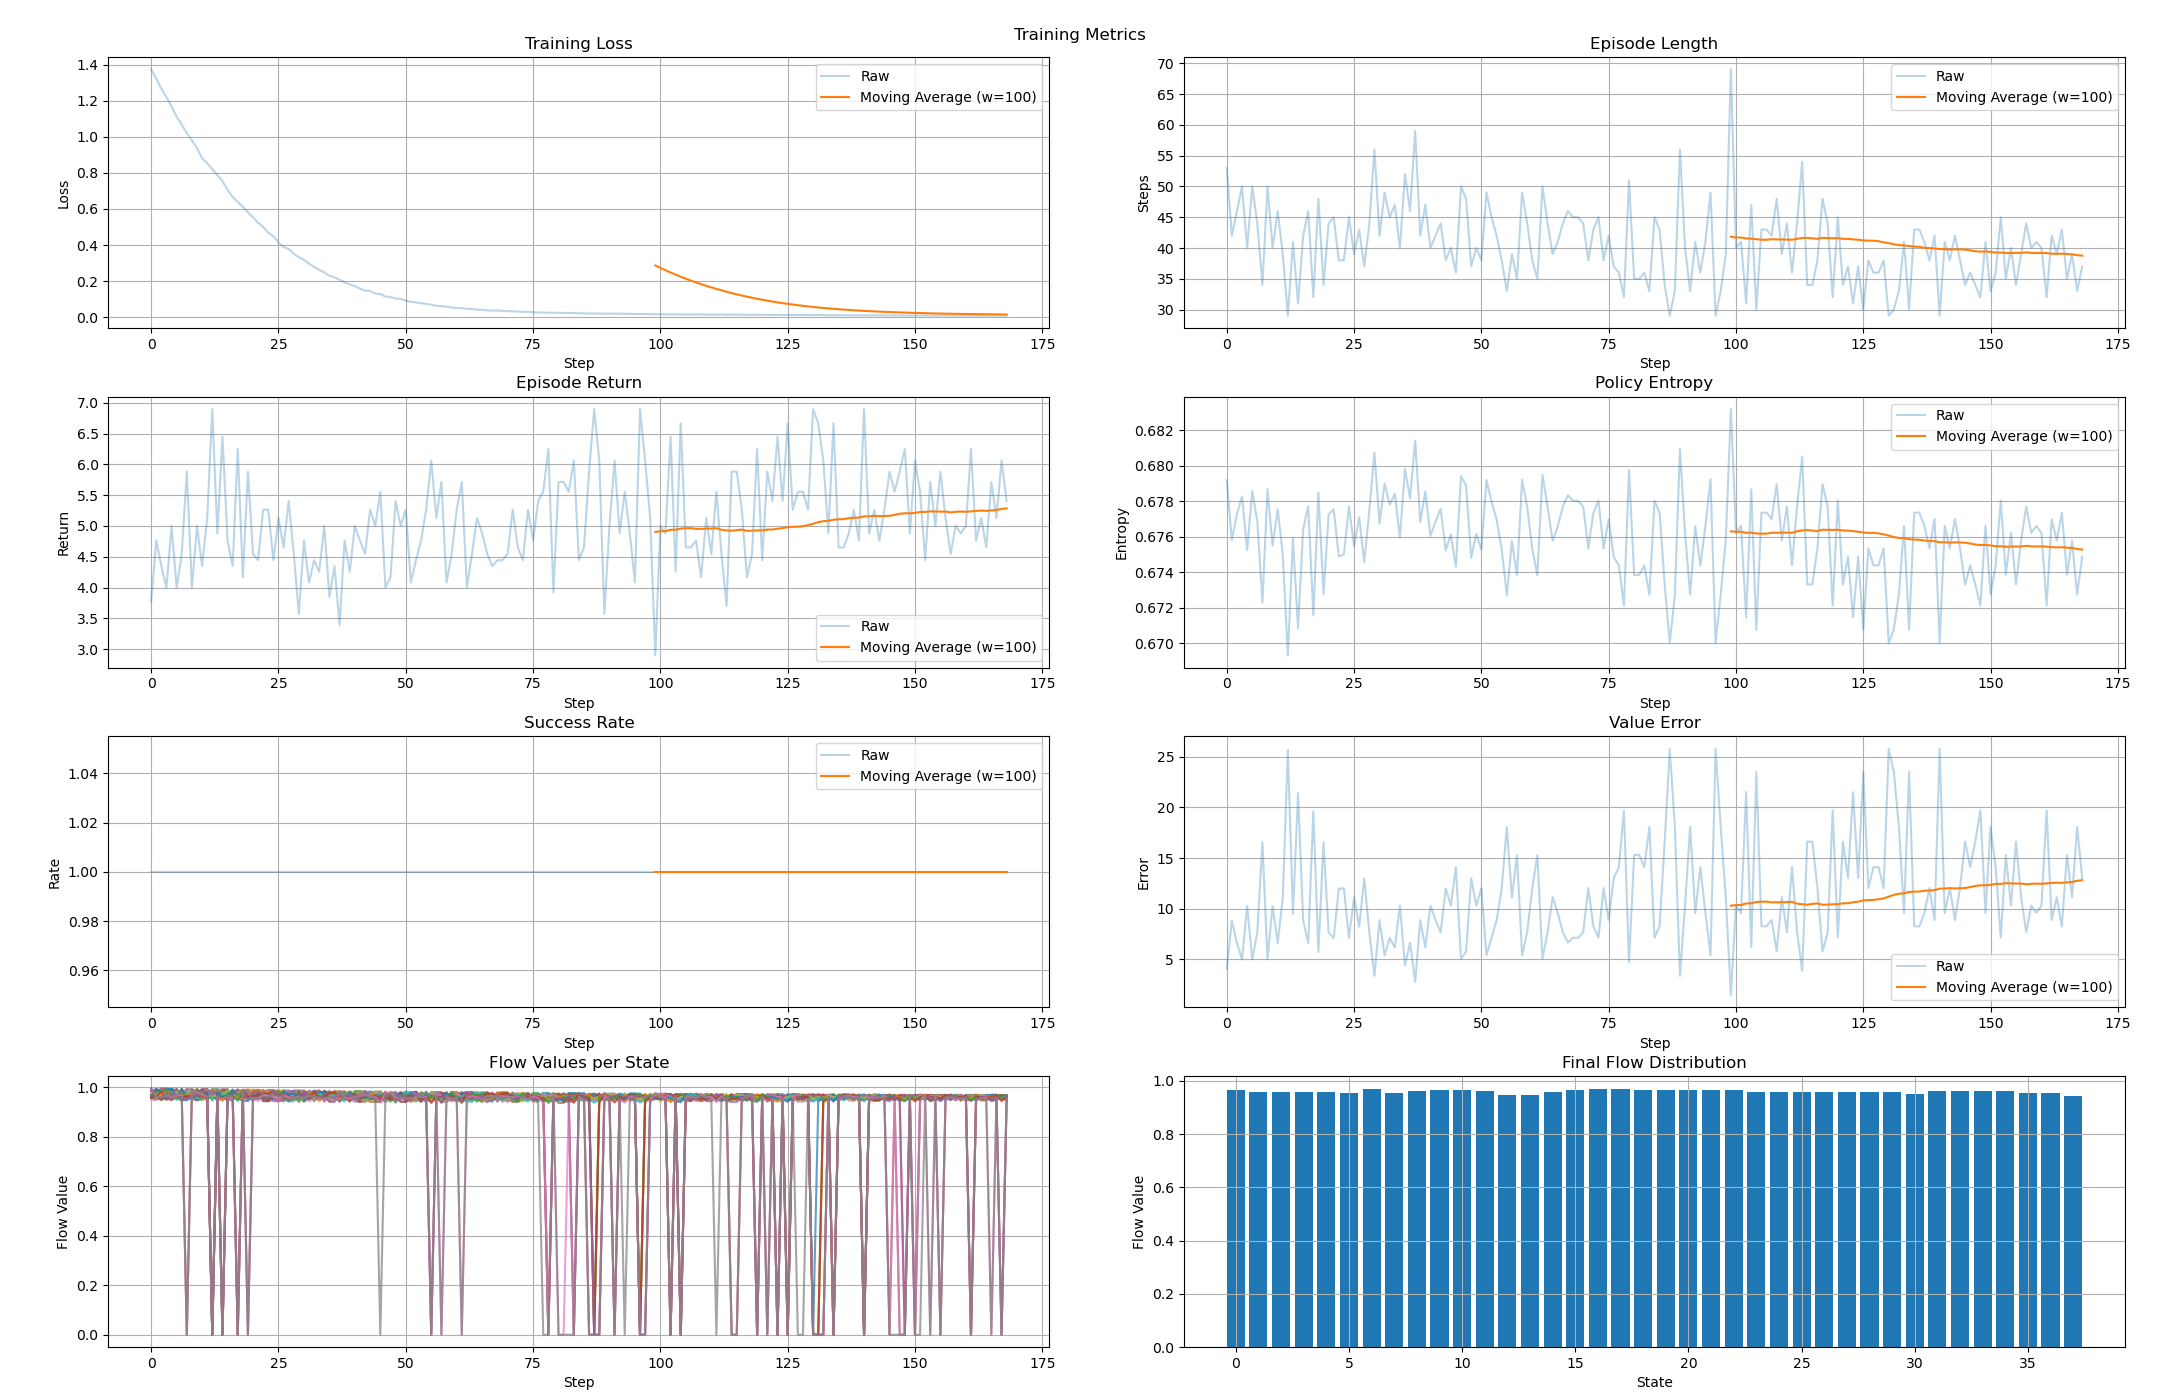 Training Metrics
Training Loss
1.4
1.2
1.0
0.8
0.6
0.4
0.2
0.0
Loss
Raw
Moving Average (w=100)
0 25 50 75 100 125 150 175
Step
Episode Length
70
65
60
55
50
45
40
35
30
Steps
Raw
Moving Average (w=100)
0 25 50 75 100 125 150 175
Step
Episode Return
7.0
6.5
6.0
5.5
5.0
4.5
4.0
3.5
3.0
Return
Raw
Moving Average (w=100)
0 25 50 75 100 125 150 175
Step
Policy Entropy
0.682
0.680
0.678
0.676
0.674
0.672
0.670
Entropy
Raw
Moving Average (w=100)
0 25 50 75 100 125 150 175
Step
Success Rate
1.04
1.02
1.00
0.98
0.96
Rate
Raw
Moving Average (w=100)
0 25 50 75 100 125 150 175
Step
Value Error
25
20
15
10
5
Error
Raw
Moving Average (w=100)
0 25 50 75 100 125 150 175
Step
Flow Values per State
1.0
0.8
0.6
0.4
0.2
0.0
Flow Value
0 25 50 75 100 125 150 175
Step
Final Flow Distribution
1.0
0.8
0.6
0.4
0.2
0.0
Flow Value
0 5 10 15 20 25 30 35
State